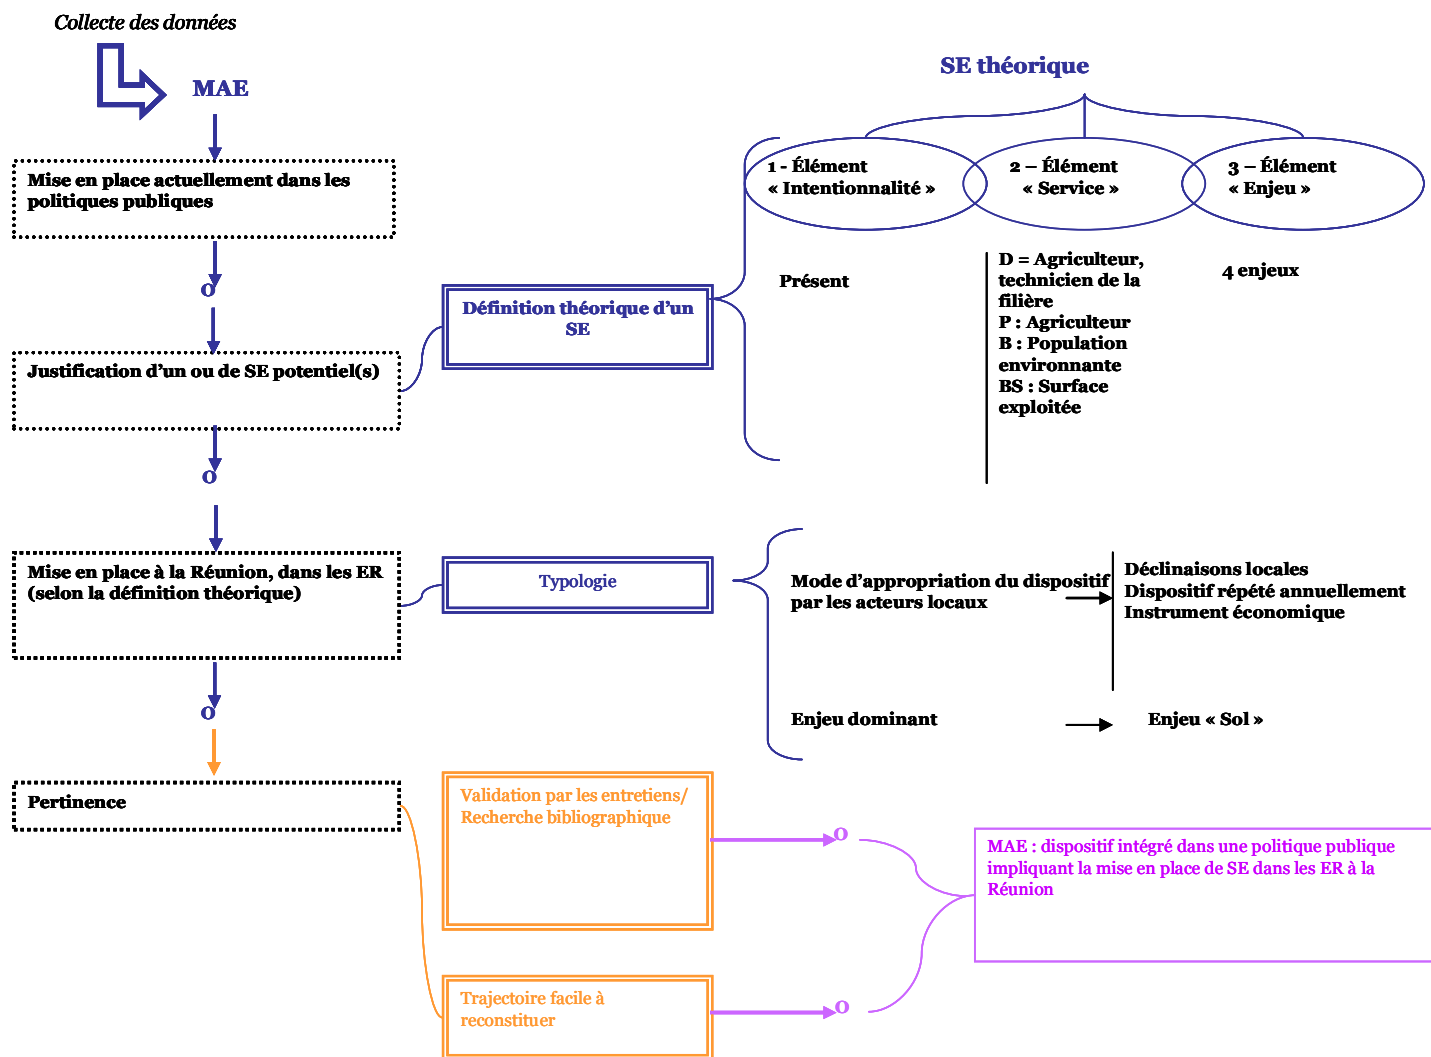 Collecte des données
MAE
Mise en place actuellement dans les
politiques publiques
O
Justification d’un ou de SE potentiel(s)
O
Mise en place à la Réunion, dans les ER
(selon la définition théorique)
O
Pertinence
Définition théorique d’un
SE
SE théorique
1 - Élément
« Intentionnalité »
2 – Élément
« Service »
3 – Élément
« Enjeu »
Présent
D = Agriculteur,
technicien de la
filière
P : Agriculteur
B : Population
environnante
BS : Surface
exploitée
4 enjeux
Typologie
Mode d’appropriation du dispositif
par les acteurs locaux
Déclinaisons locales
Dispositif répété annuellement
Instrument économique
Enjeu dominant
Enjeu « Sol »
Validation par les entretiens/
Recherche bibliographique
O
Trajectoire facile à
reconstituer
O
MAE : dispositif intégré dans une politique publique
impliquant la mise en place de SE dans les ER à la
Réunion